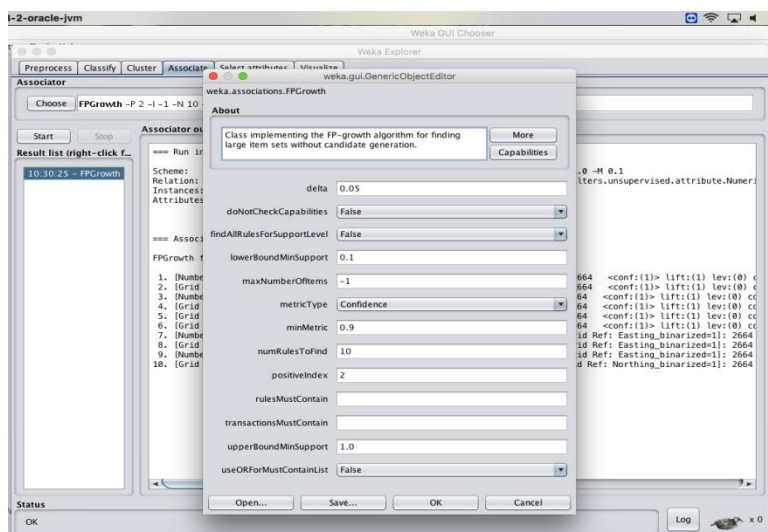 -2-oracle-jvm
Weka GUI Chooser
Weka Explorer
Preprocess Classify Cluster Associate Select attributes Visualize
Associator
Choose FPGrowth -P 2 -I -1 -N 10
Start Stop
Associator ou
Result list (right-click f...
10:30:25 - FPGrowth
=== Run in
Scheme: .0 -M 0.1
Relation: lters.unsupervised.attribute.Numeri
Instances:
Attributes
=== Associ
FPGrowth f
1. [Numbe 2664 <conf:(1)> lift:(1) lev:(0) co
2. [Grid 664 <conf:(1)> lift:(1) lev:(0) c
3. [Numbe 64 <conf:(1)> lift:(1) lev:(0) co
4. [Grid 64 <conf:(1)> lift:(1) lev:(0) co
5. [Grid 64 <conf:(1)> lift:(1) lev:(0) co
6. [Grid 64 <conf:(1)> lift:(1) lev:(0) co
7. [Numbe id Ref: Easting_binarized=1]: 2664
8. [Grid id Ref: Easting_binarized=1]: 2664
9. [Numbe id Ref: Easting_binarized=1]: 2664
10. [Grid d Ref: Northing_binarized=1]: 2664
weka.gui.GenericObjectEditor
weka.associations.FPGrowth
About
Class implementing the FP-growth algorithm for finding
large item sets without candidate generation.
More
Capabilities
delta 0.05
doNotCheckCapabilities False
findAllRulesForSupportLevel False
lowerBoundMinSupport 0.1
maxNumberOfItems -1
metricType Confidence
minMetric 0.9
numRulesToFind 10
positiveIndex 2
rulesMustContain
transactionsMustContain
upperBoundMinSupport 1.0
useORForMustContainList False
Open... Save... OK Cancel
Status
OK
Log x 0